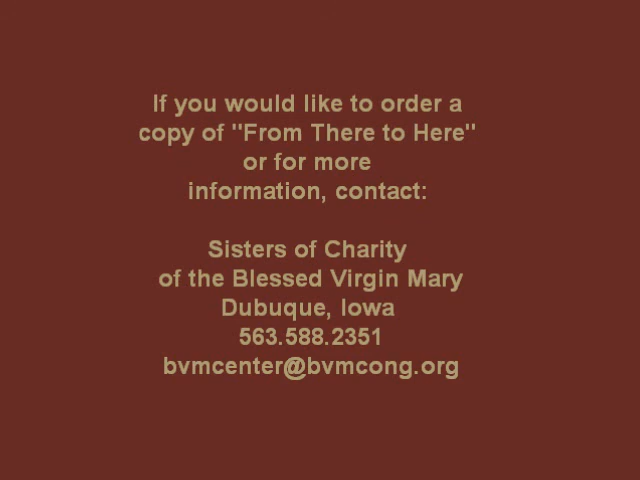 If you would like to order a
copy of "From There to Here"
or for more
information, contact:
Sisters of Charity
of the Blessed Virgin Mary
Dubuque, Iowa
563.588.2351
bvmcenter@bvmcong.org